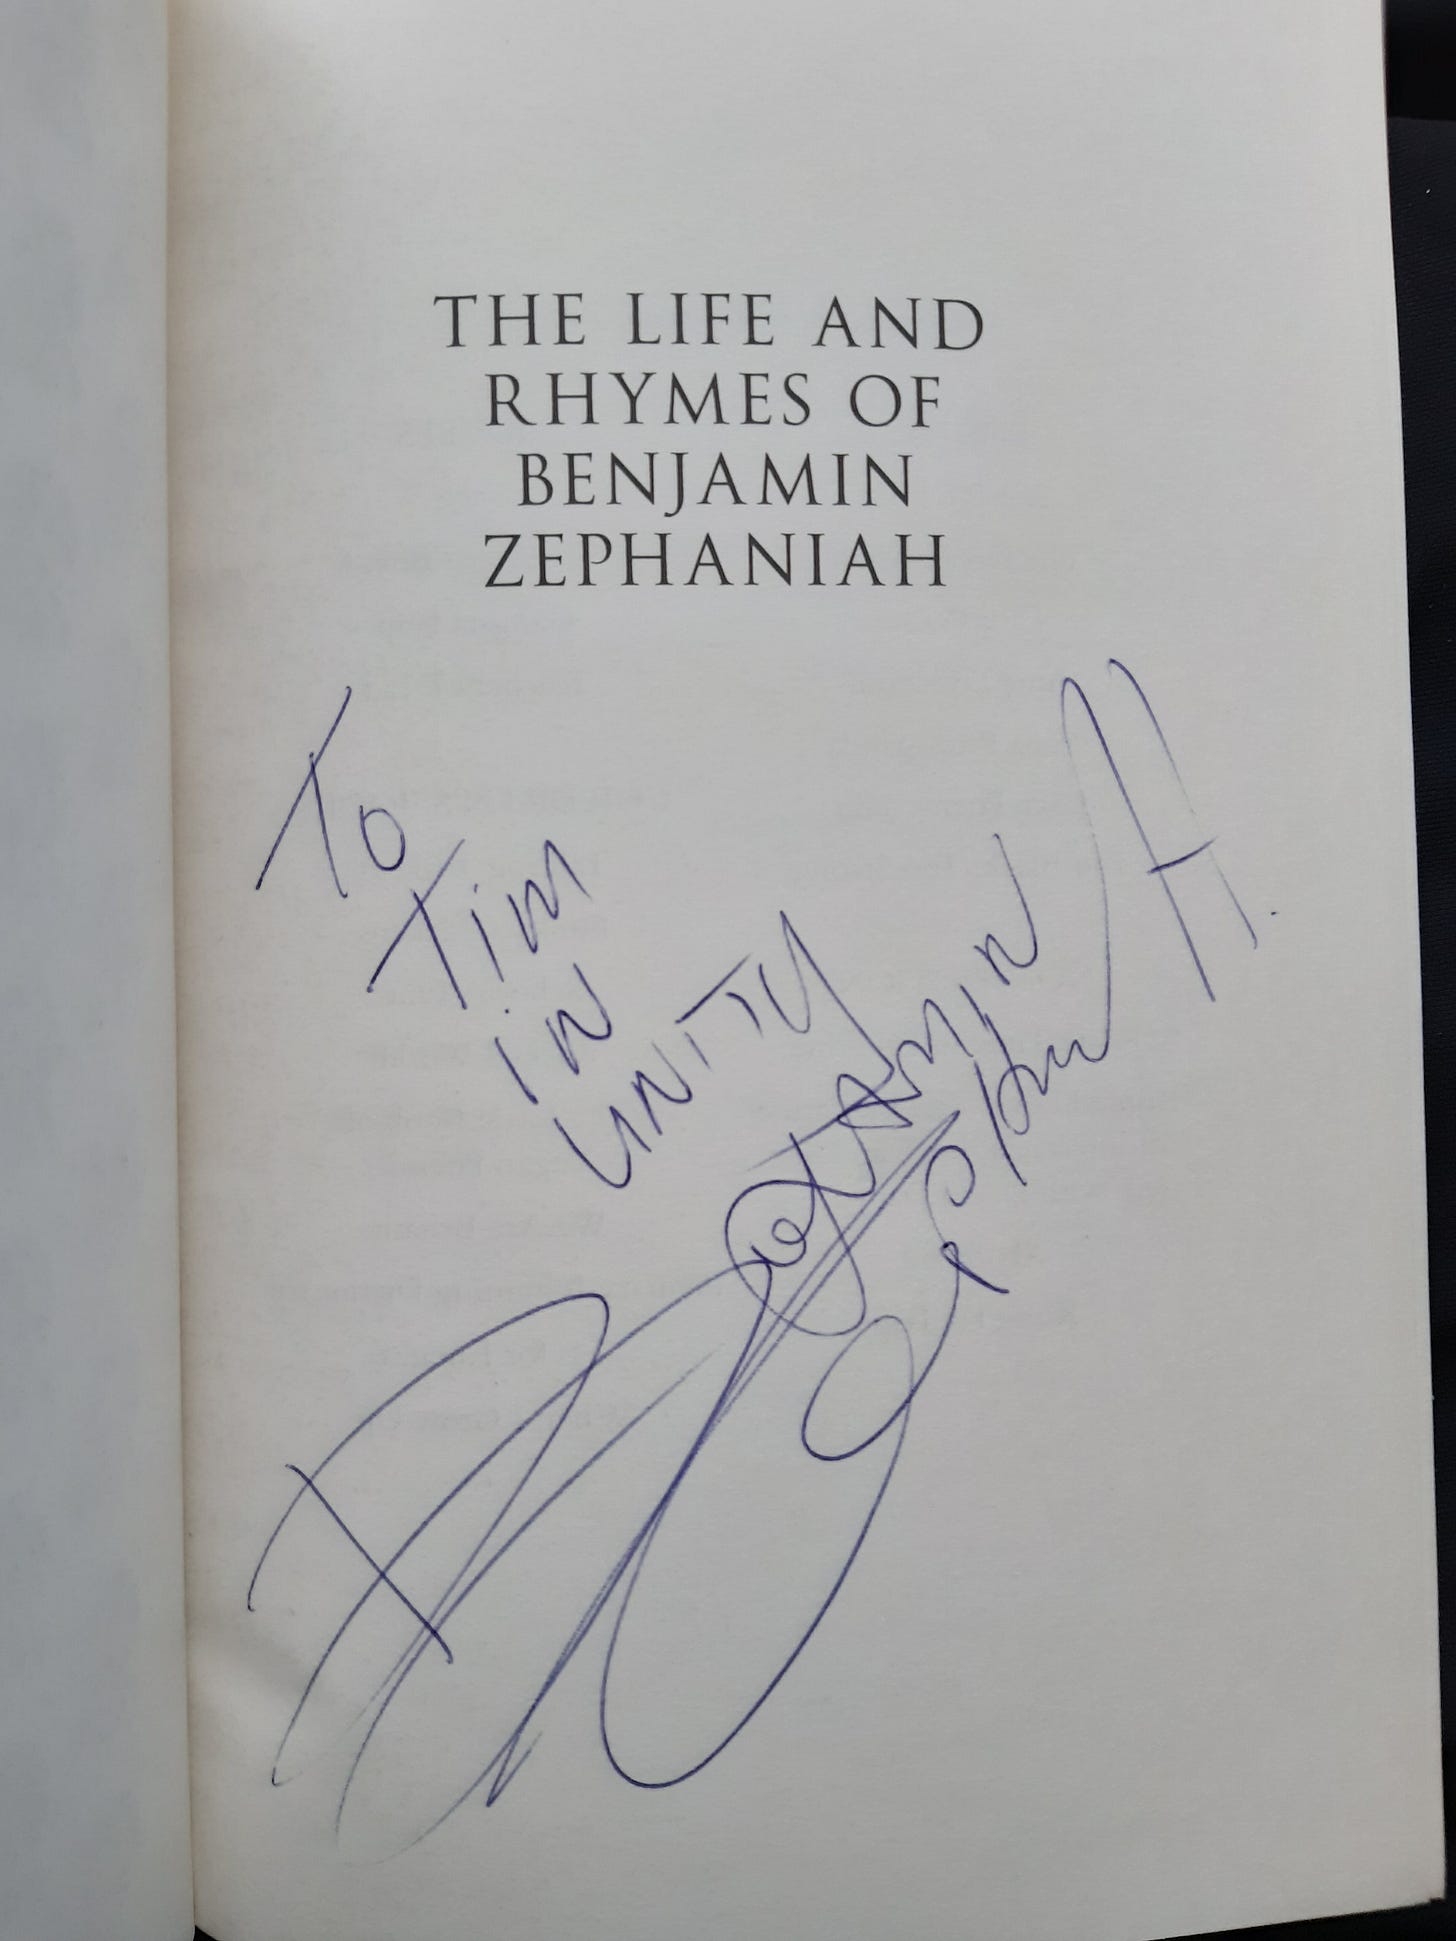 THE LIFE AND
RHYMES OF
BENJAMIN
ZEPHANIAH
To
Tim
in
UNITY
BenJAMIN
Zephaniah